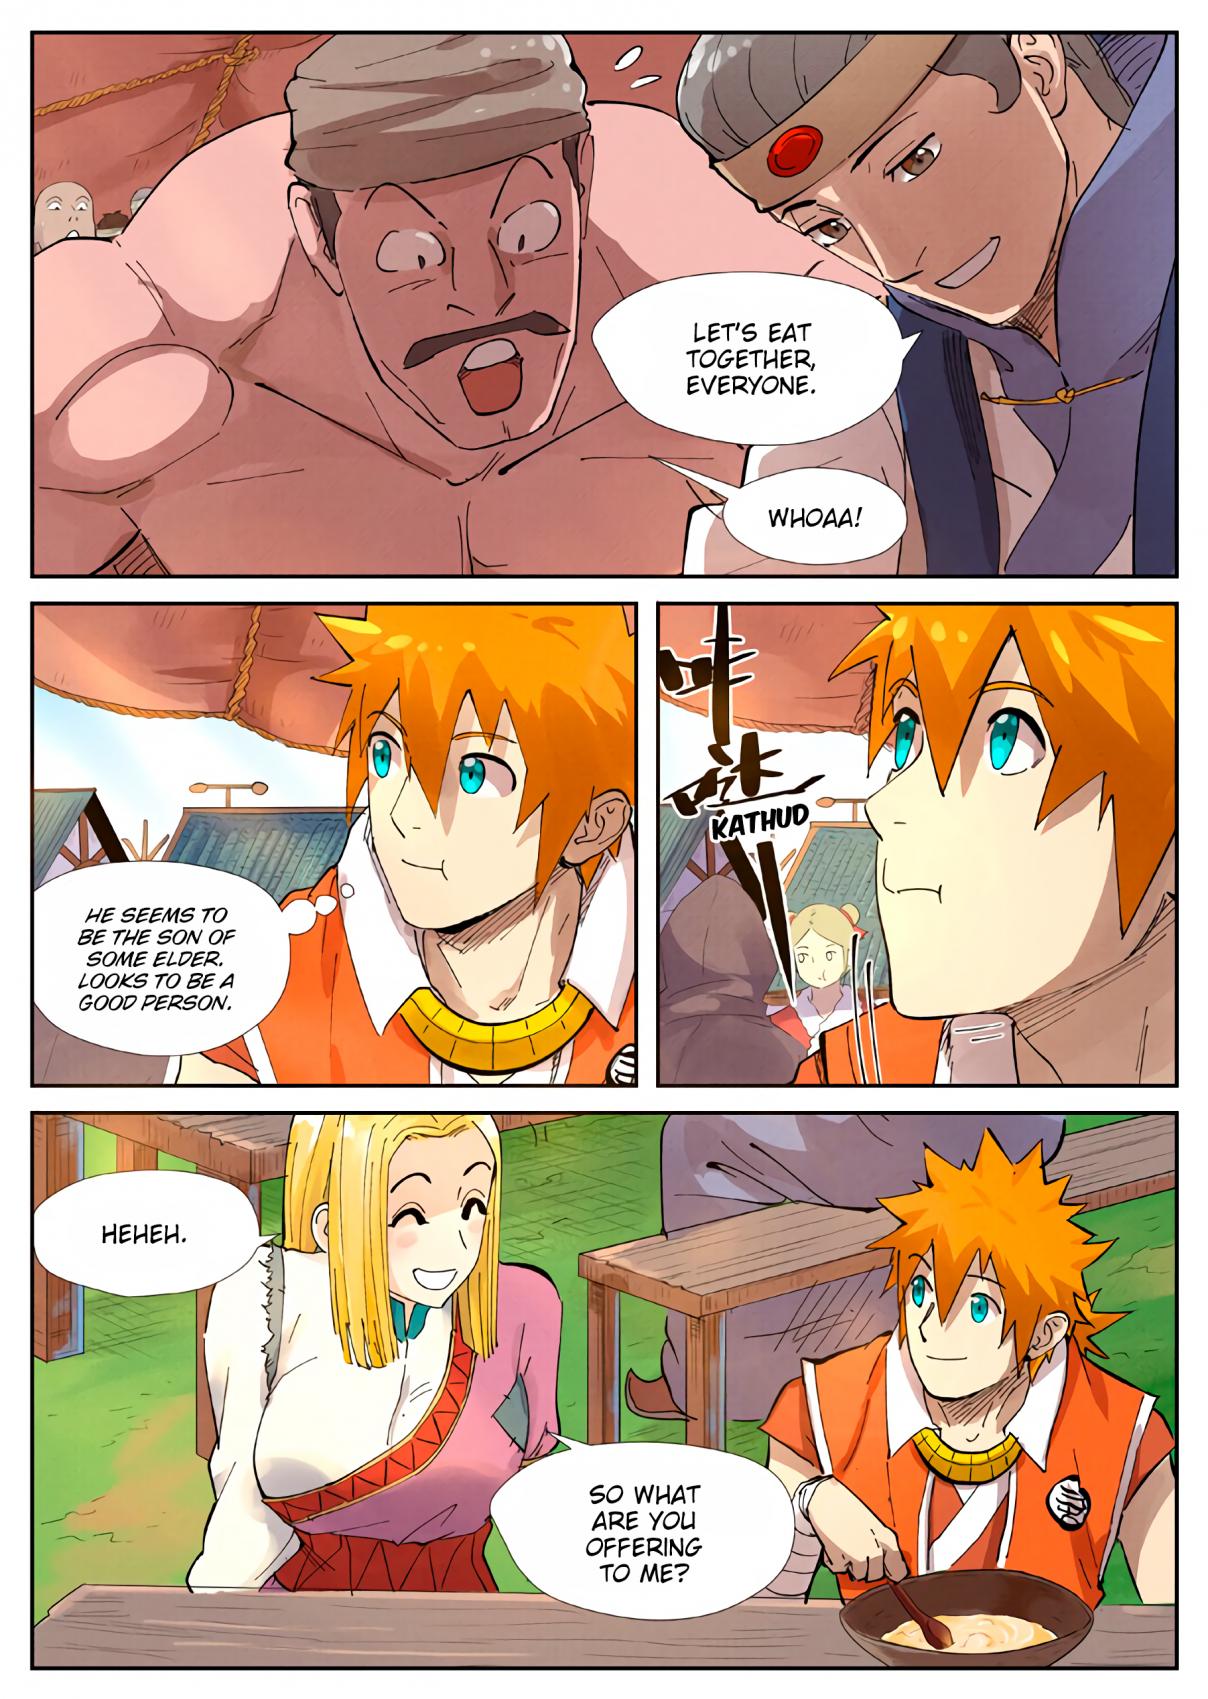 LET'S EAT
TOGETHER,
EVERYONE.
WHOAA!
HE SEEMS TO
BE THE SON OF
SOME ELDER.
LOOKS TO BE A
GOOD PERSON.
KATHUD
HEHEH.
SO WHAT
ARE YOU
OFFERING
TO ME?